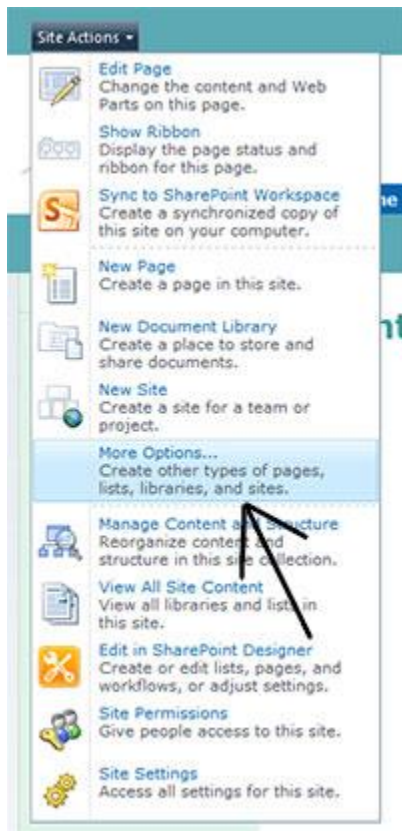 Site Actions
Edit Page
Change the content and Web
Parts on this page.
Show Ribbon
Display the page status and
ribbon for this page.
Sync to SharePoint Workspace
Create a synchronized copy of
this site on your computer.
New Page
Create a page in this site.
New Document Library
Create a place to store and
share documents.
New Site
Create a site for a team or
project.
More Options...
Create other types of pages,
lists, libraries, and sites.
Manage Content and Structure
Reorganize content and
structure in this site collection.
View All Site Content
View all libraries and lists in
this site.
Edit in SharePoint Designer
Create or edit lists, pages, and
workflows, or adjust settings.
Site Permissions
Give people access to this site.
Site Settings
Access all settings for this site.